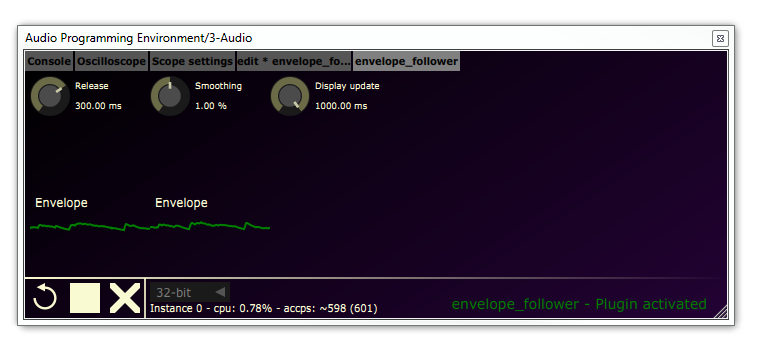 Audio Programming Environment/3-Audio
Console Oscilloscope Scope settings edit * envelope_fo... envelope_follower
Release Smoothing Display update
300.00 ms 1.00 % 1000.00 ms
Envelope Envelope
32-bit
Instance 0 - cpu: 0.78% - accps: ~598 (601)
envelope_follower - Plugin activated